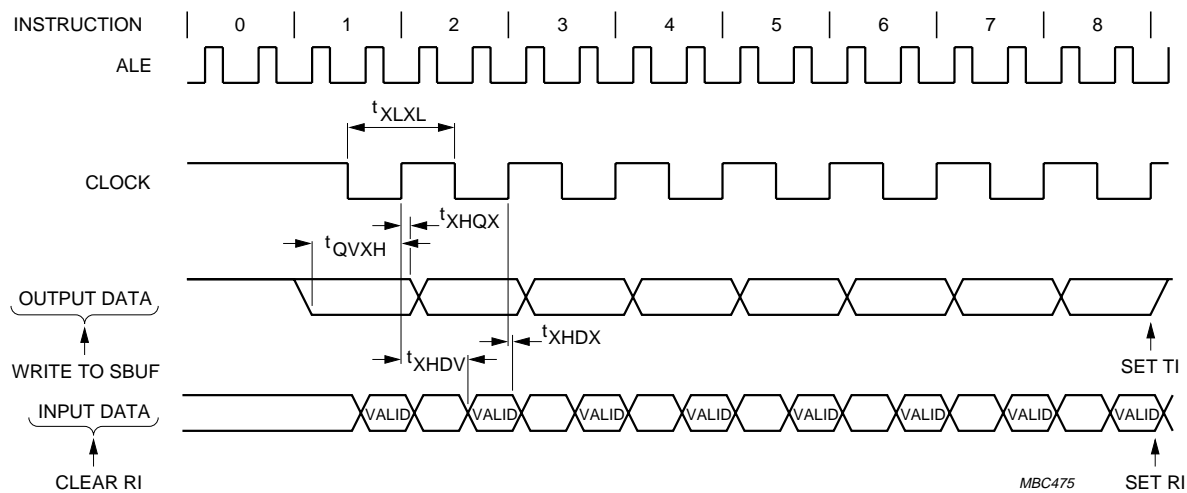 INSTRUCTION | 0 | 1 | 2 | 3 | 4 | 5 | 6 | 7 | 8 |
ALE
tXLXL
CLOCK
tXHQX
tQVXH
OUTPUT DATA
tXHDX
tXHDV
WRITE TO SBUF
SET TI
INPUT DATA
VALID VALID VALID VALID VALID VALID VALID VALID
CLEAR RI
MBC475
SET RI